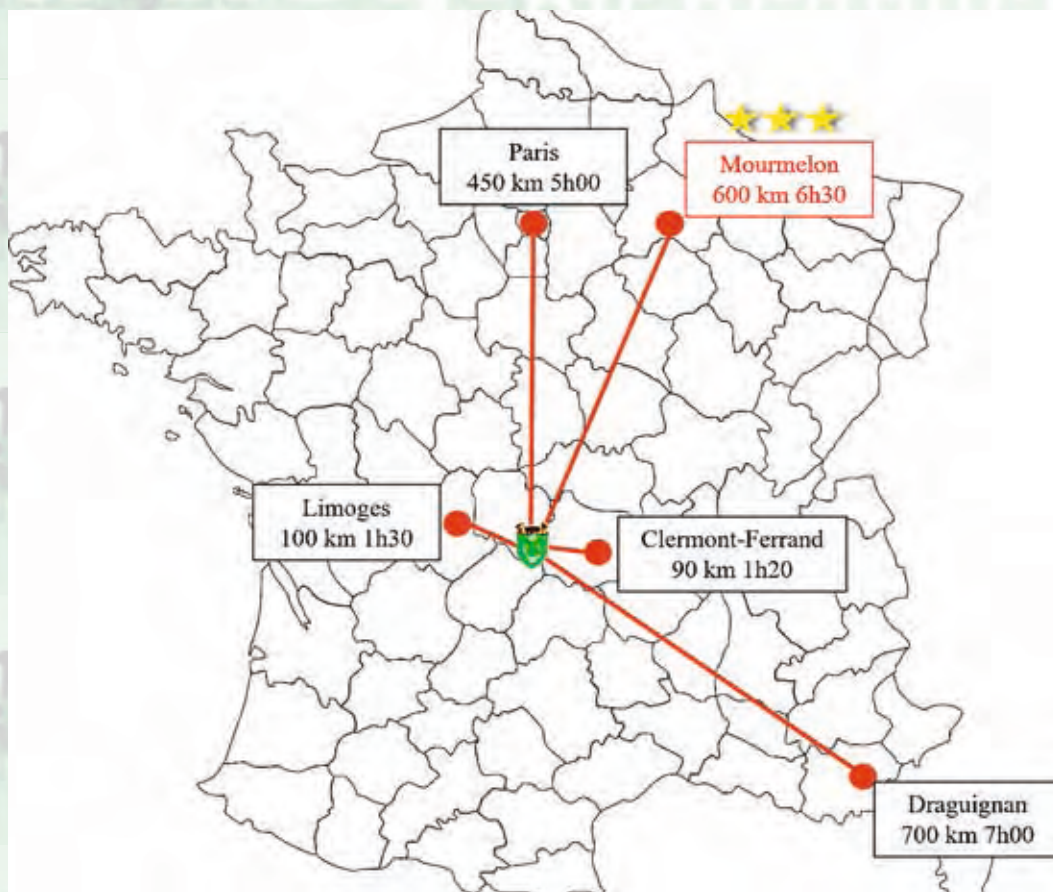 Paris
450 km 5h00
Mourmelon
600 km 6h30
Limoges
100 km 1h30
Clermont-Ferrand
90 km 1h20
Draguignan
700 km 7h00